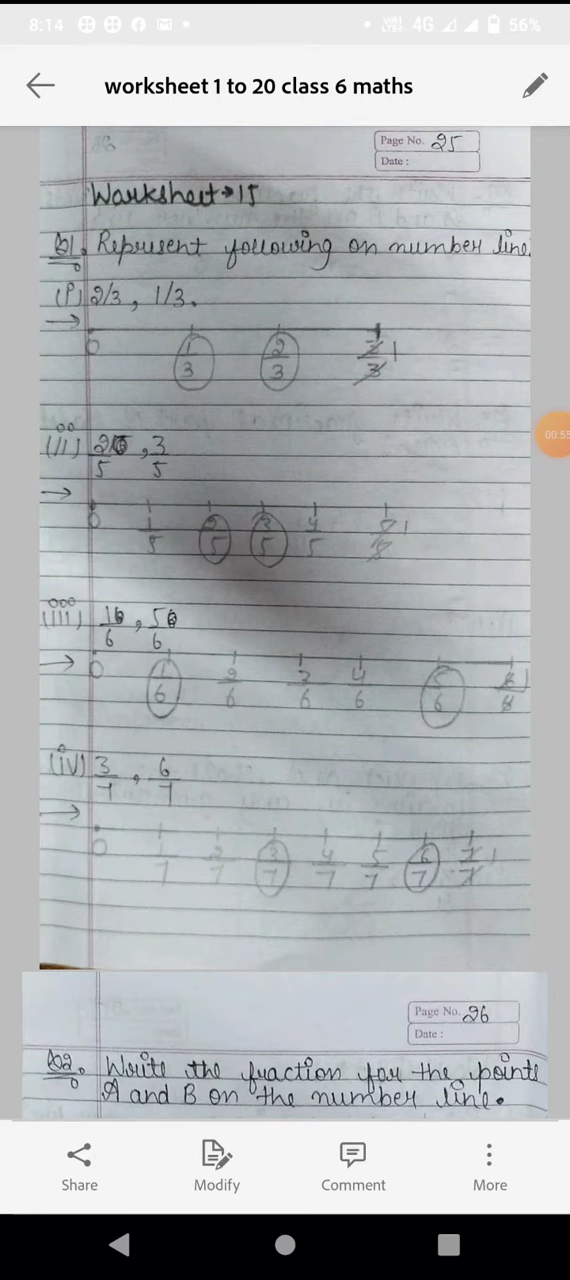 8:14
4G 56%
worksheet 1 to 20 class 6 maths
Page No. 25
Date :
Worksheet → 15
Q1. Represent following on number line.
(i) 2/3, 1/3.
→
0 1/3 2/3 3/3 1
00:55
(ii) 2/5, 3/5
→
0 1/5 2/5 3/5 4/5 1
(iii) 1/6, 5/6
→
0 1/6 2/6 3/6 4/6 5/6 1
(iv) 3/7, 6/7
→
0 1/7 2/7 3/7 4/7 5/7 6/7 7/7 1
Page No. 26
Date :
Q2. Write the fraction for the points
A and B on the number line.
Share Modify Comment More